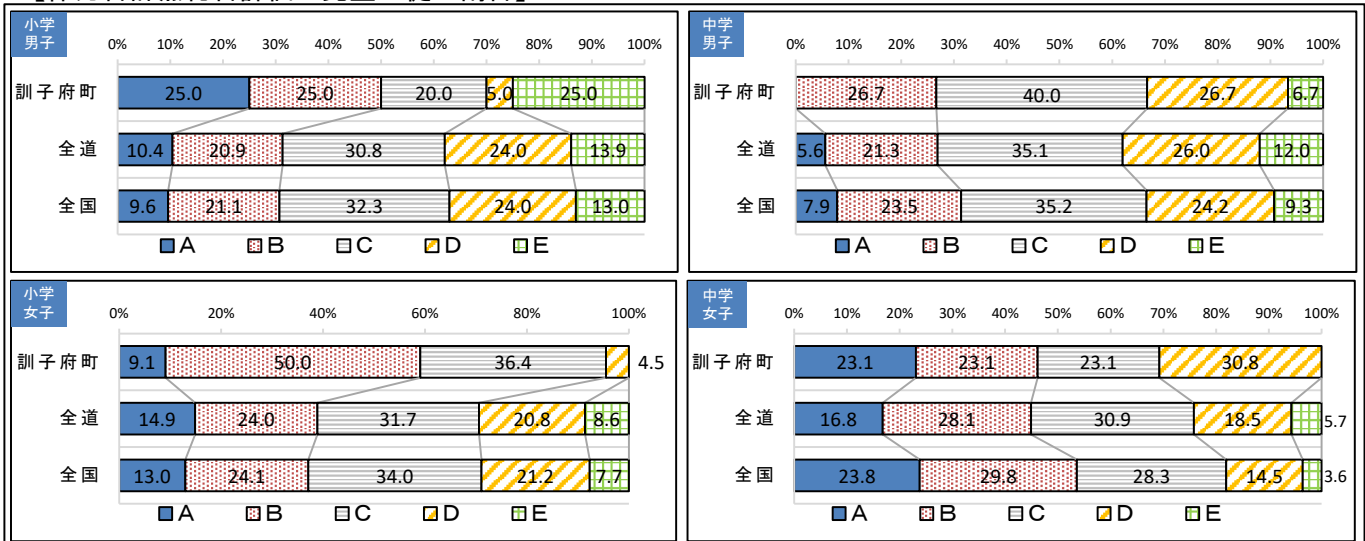 小学
男子
0% 10% 20% 30% 40% 50% 60% 70% 80% 90% 100%
訓子府町 25.0 25.0 20.0 5.0 25.0
全道 10.4 20.9 30.8 24.0 13.9
全国 9.6 21.1 32.3 24.0 13.0
A B C D E
中学
男子
0% 10% 20% 30% 40% 50% 60% 70% 80% 90% 100%
訓子府町 26.7 40.0 26.7 6.7
全道 5.6 21.3 35.1 26.0 12.0
全国 7.9 23.5 35.2 24.2 9.3
A B C D E
小学
女子
0% 20% 40% 60% 80% 100%
訓子府町 9.1 50.0 36.4 4.5
全道 14.9 24.0 31.7 20.8 8.6
全国 13.0 24.1 34.0 21.2 7.7
A B C D E
中学
女子
0% 10% 20% 30% 40% 50% 60% 70% 80% 90% 100%
訓子府町 23.1 23.1 23.1 30.8
全道 16.8 28.1 30.9 18.5 5.7
全国 23.8 29.8 28.3 14.5 3.6
A B C D E